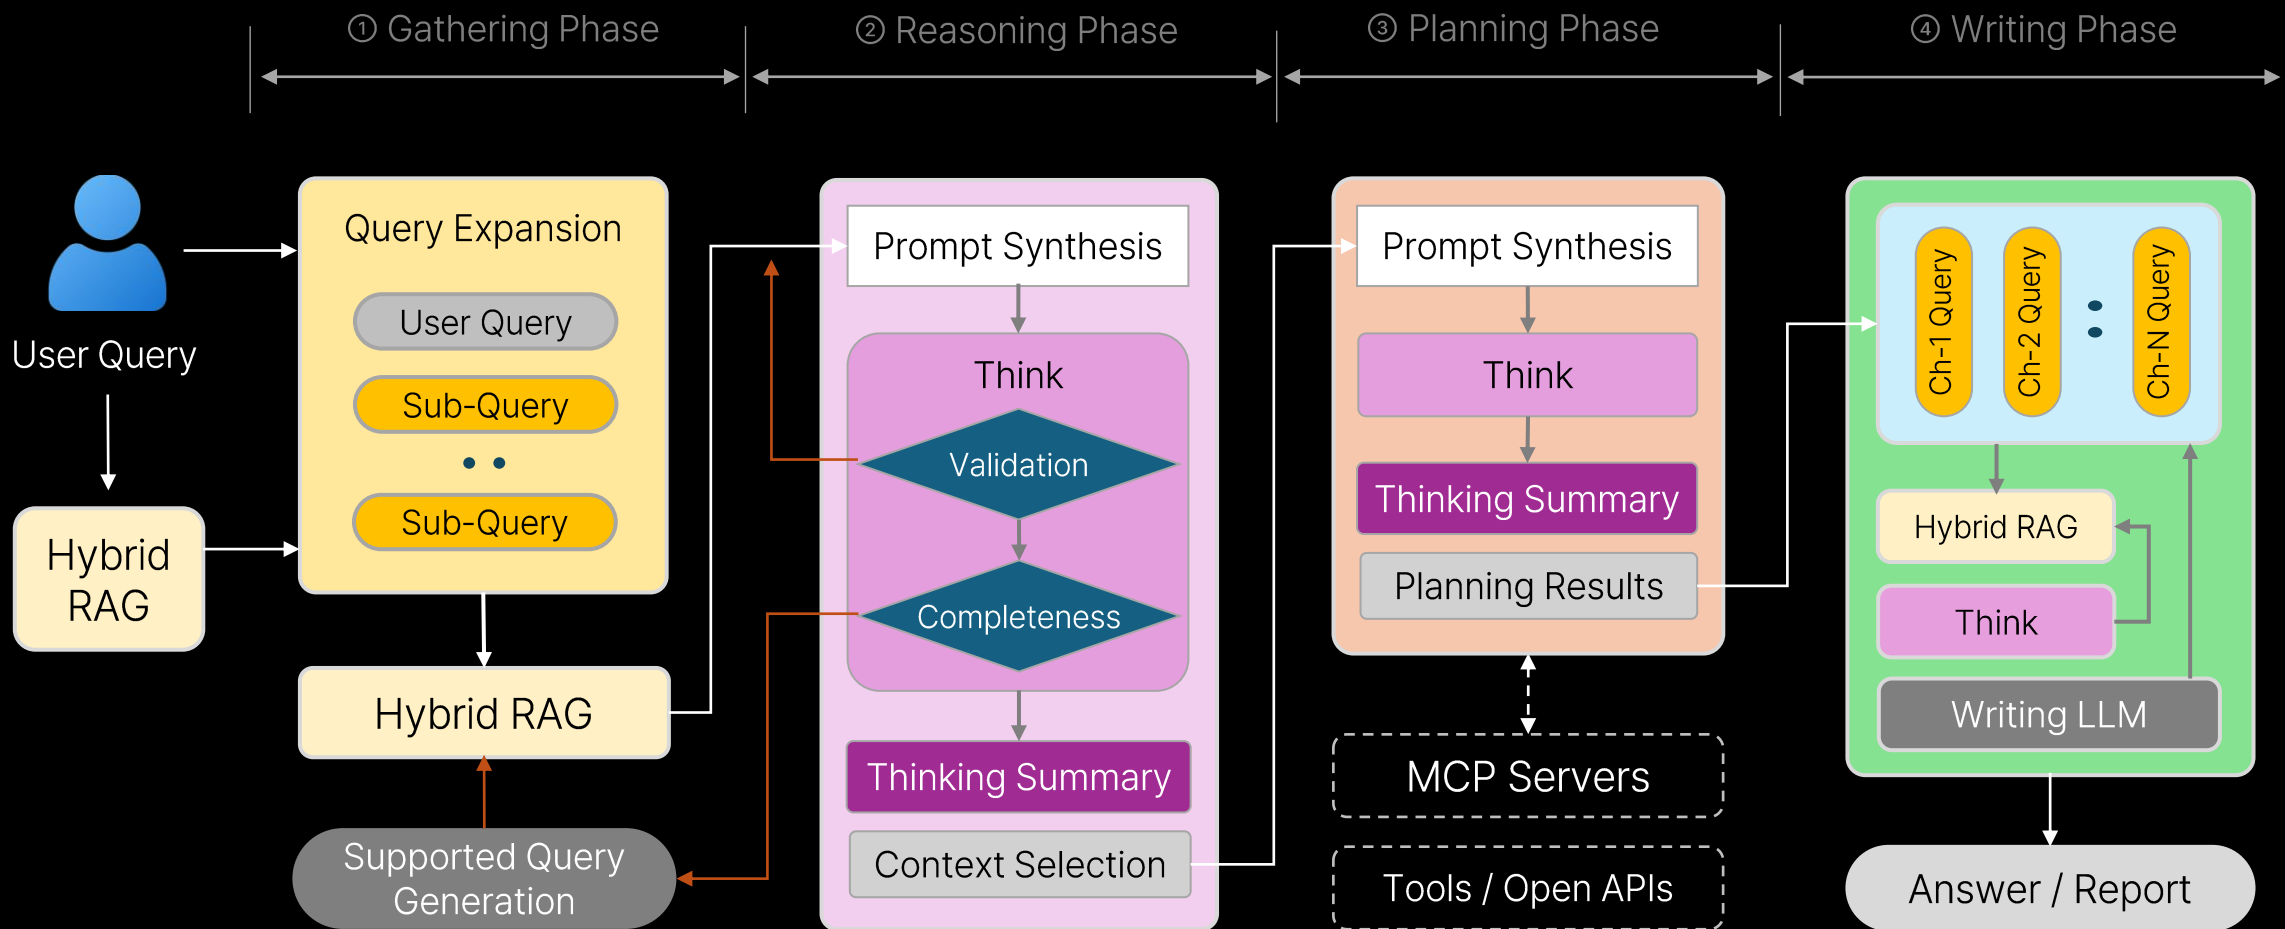 ① Gathering Phase
② Reasoning Phase
③ Planning Phase
④ Writing Phase
User Query
Hybrid
RAG
Query Expansion
User Query
Sub-Query
Sub-Query
Hybrid RAG
Supported Query
Generation
Prompt Synthesis
Think
Validation
Completeness
Thinking Summary
Context Selection
Prompt Synthesis
Think
Thinking Summary
Planning Results
MCP Servers
Tools / Open APIs
Ch-1 Query
Ch-2 Query
Ch-N Query
Hybrid RAG
Think
Writing LLM
Answer / Report